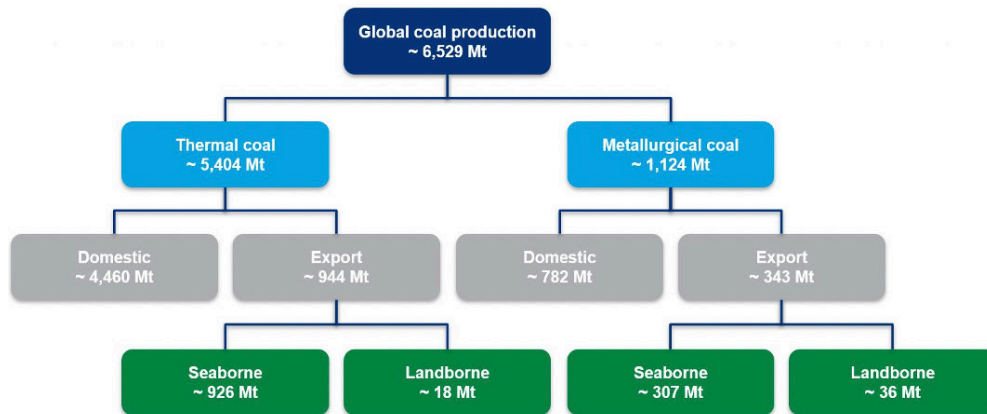 Global coal production
~ 6,529 Mt
Thermal coal
~ 5,404 Mt
Metallurgical coal
~ 1,124 Mt
Domestic
~ 4,460 Mt
Export
~ 944 Mt
Domestic
~ 782 Mt
Export
~ 343 Mt
Seaborne
~ 926 Mt
Landborne
~ 18 Mt
Seaborne
~ 307 Mt
Landborne
~ 36 Mt